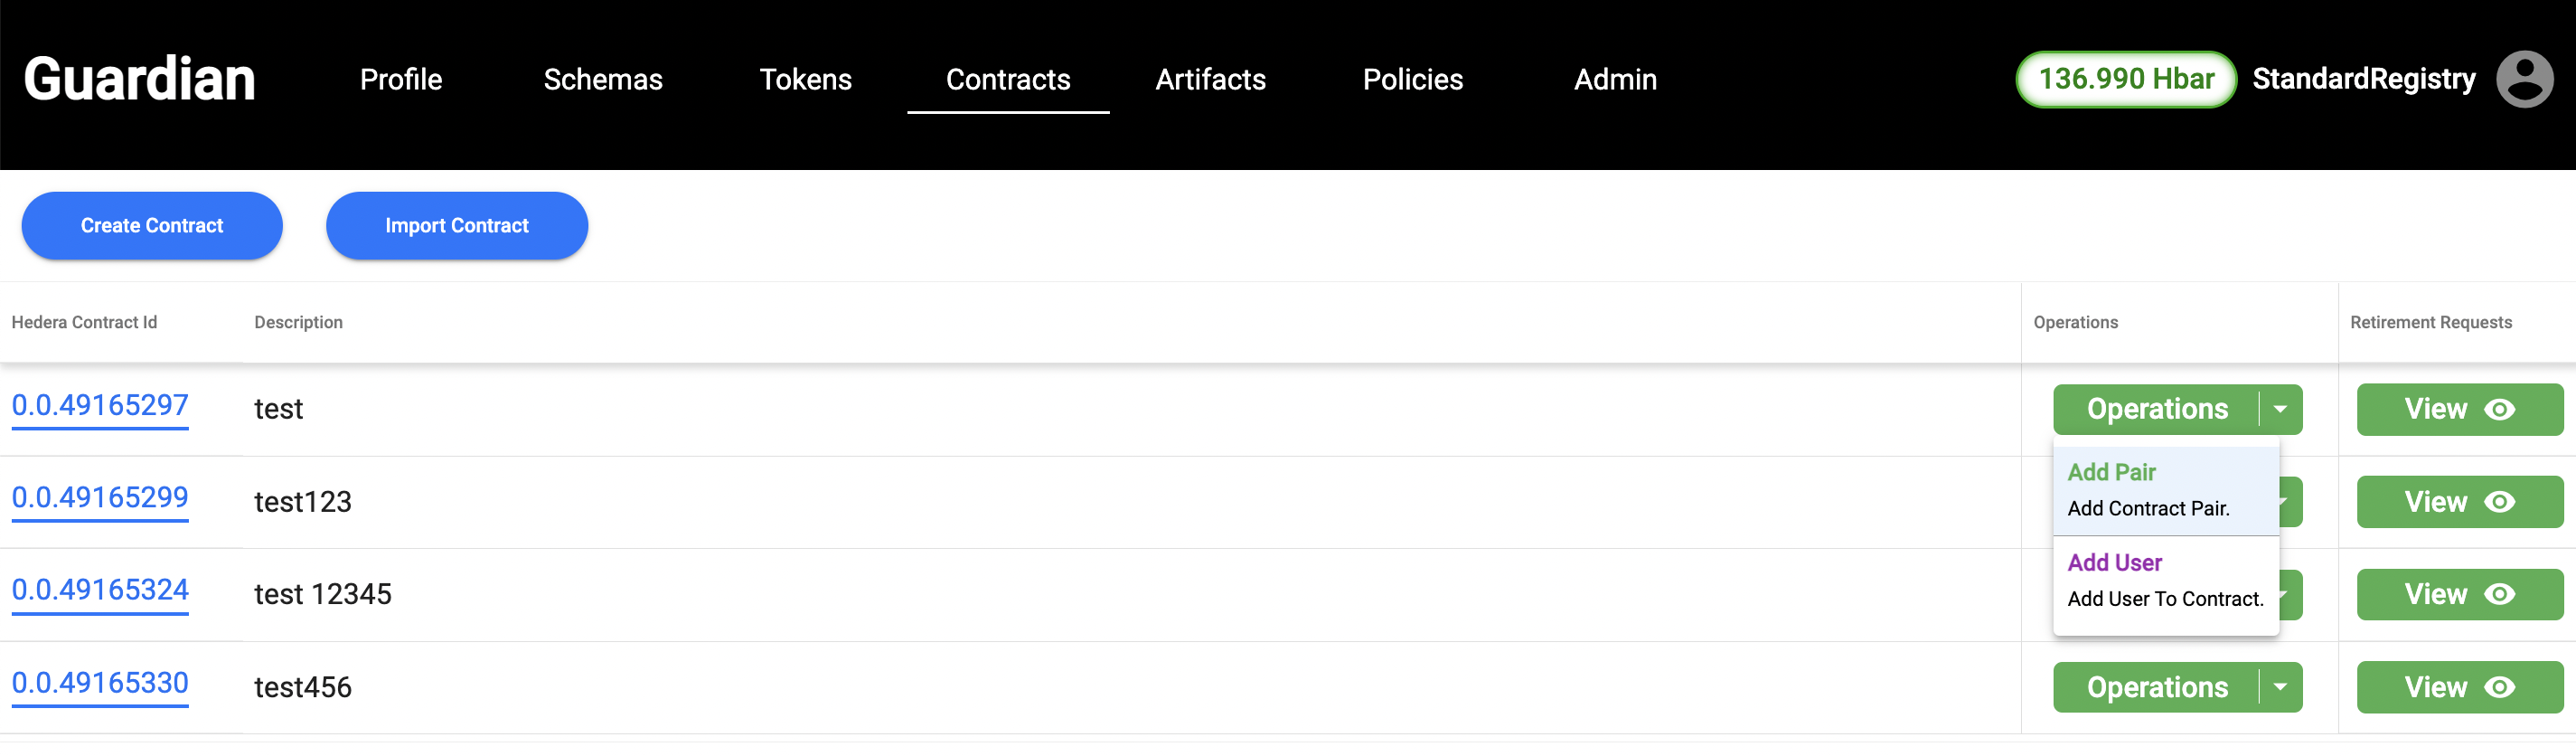 Guardian Profile Schemas Tokens Contracts Artifacts Policies Admin 136.990 Hbar StandardRegistry
Create Contract Import Contract
Hedera Contract Id Description Operations Retirement Requests
0.0.49165297 test Operations View
Add Pair
Add Contract Pair.
0.0.49165299 test123 View
Add User
Add User To Contract.
0.0.49165324 test 12345 View
0.0.49165330 test456 Operations View